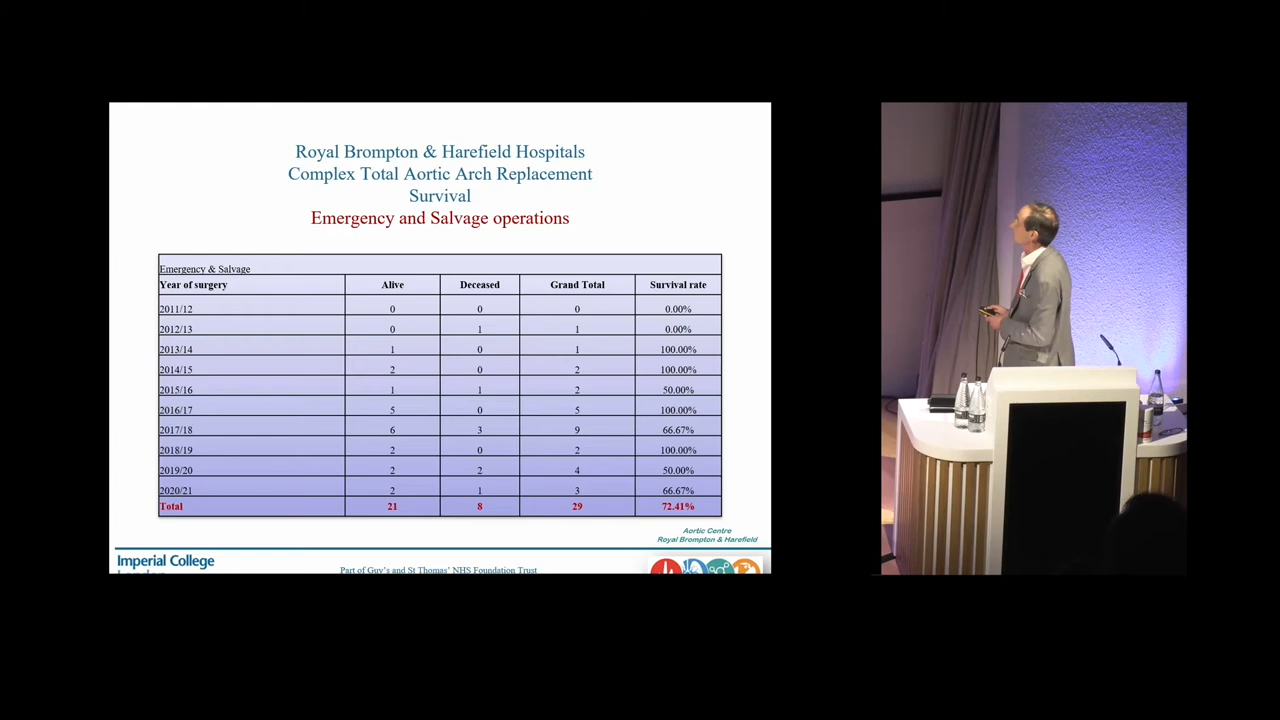 Royal Brompton & Harefield Hospitals
Complex Total Aortic Arch Replacement
Survival
Emergency and Salvage operations
Emergency & Salvage
Year of surgery Alive Deceased Grand Total Survival rate
2011/12 0 0 0 0.00%
2012/13 0 1 1 0.00%
2013/14 1 0 1 100.00%
2014/15 2 0 2 100.00%
2015/16 1 1 2 50.00%
2016/17 5 0 5 100.00%
2017/18 6 3 9 66.67%
2018/19 2 0 2 100.00%
2019/20 2 2 4 50.00%
2020/21 2 1 3 66.67%
Total 21 8 29 72.41%
Aortic Centre
Royal Brompton & Harefield
Imperial College
London
Part of Guy's and St Thomas' NHS Foundation Trust